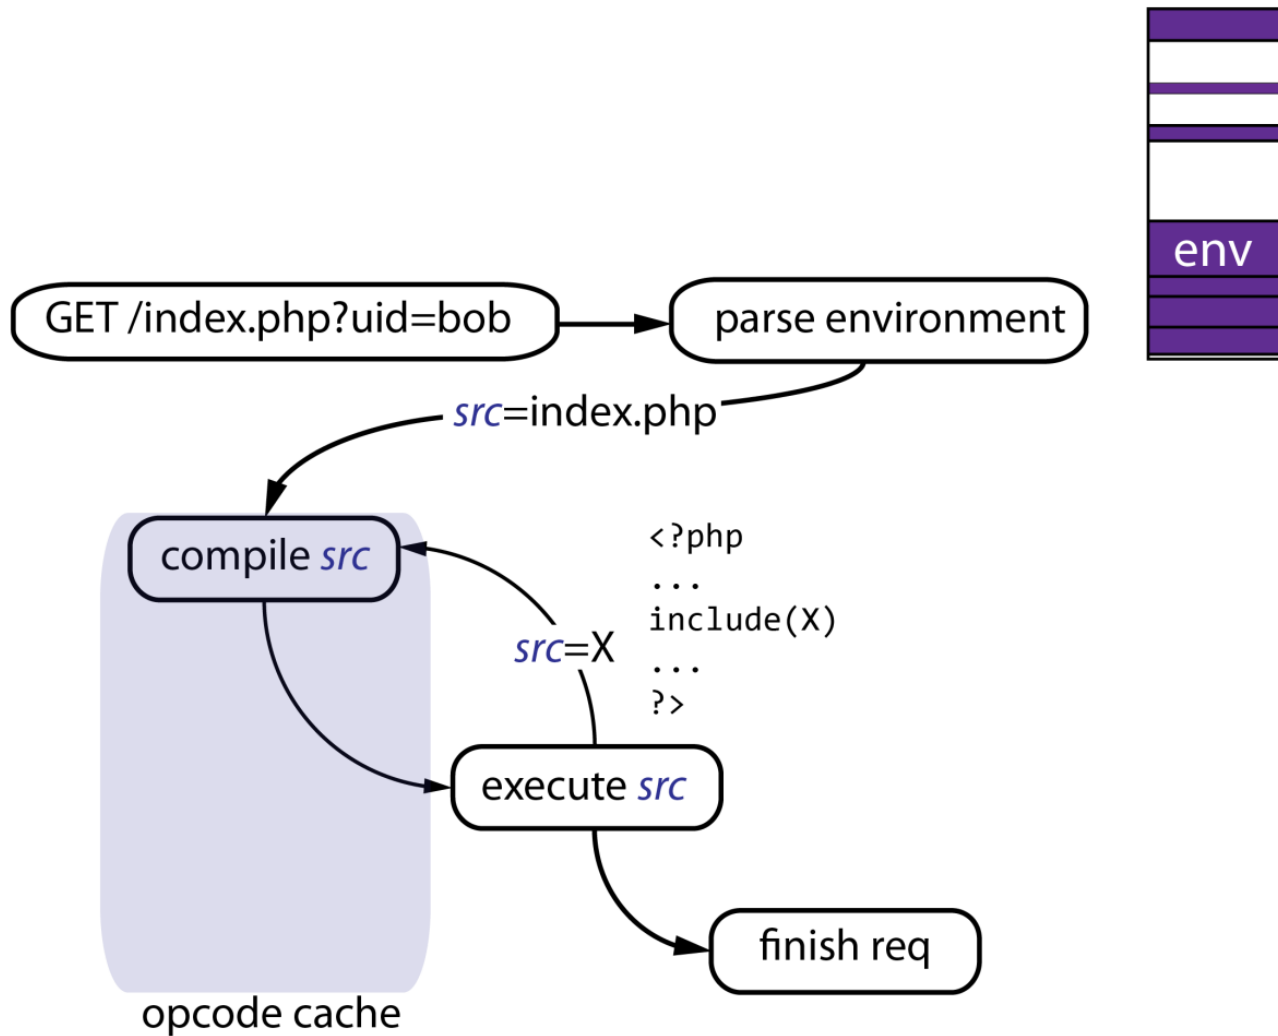 env
GET /index.php?uid=bob
parse environment
src=index.php
compile src
<?php
...
include(X)
...
?>
src=X
execute src
finish req
opcode cache